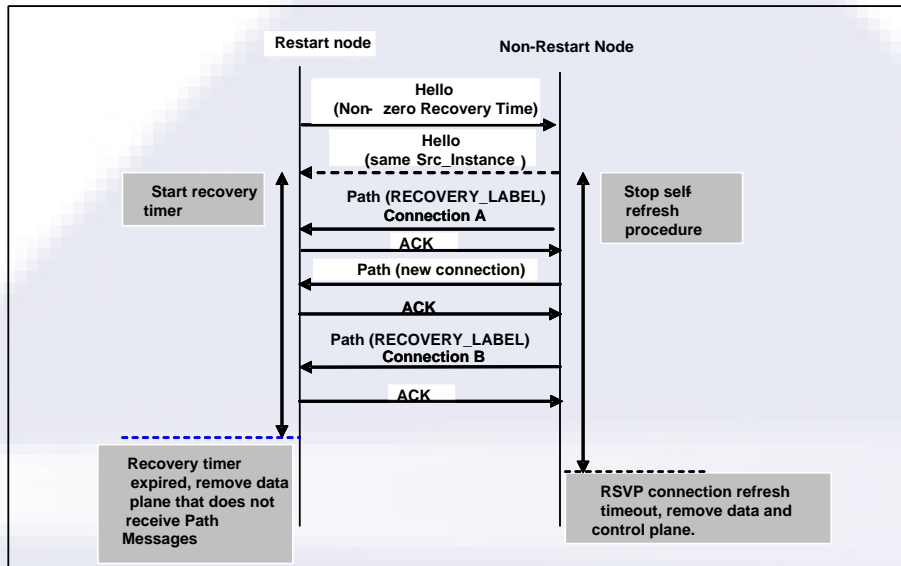 Restart node
Non-Restart Node
Hello
(Non- zero Recovery Time)
Hello
(same Src_Instance )
Start recovery
timer
Stop self-
refresh
procedure
Path (RECOVERY_LABEL)
Connection A
ACK
Path (new connection)
ACK
Path (RECOVERY_LABEL)
Connection B
ACK
Recovery timer
expired, remove data
plane that does not
receive Path
Messages
RSVP connection refresh
timeout, remove data and
control plane.